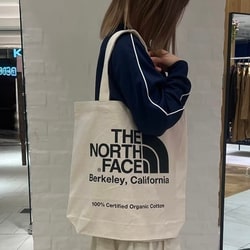 THE
NORTH
FACE
Berkeley, California
100% Certified Organic Cotton